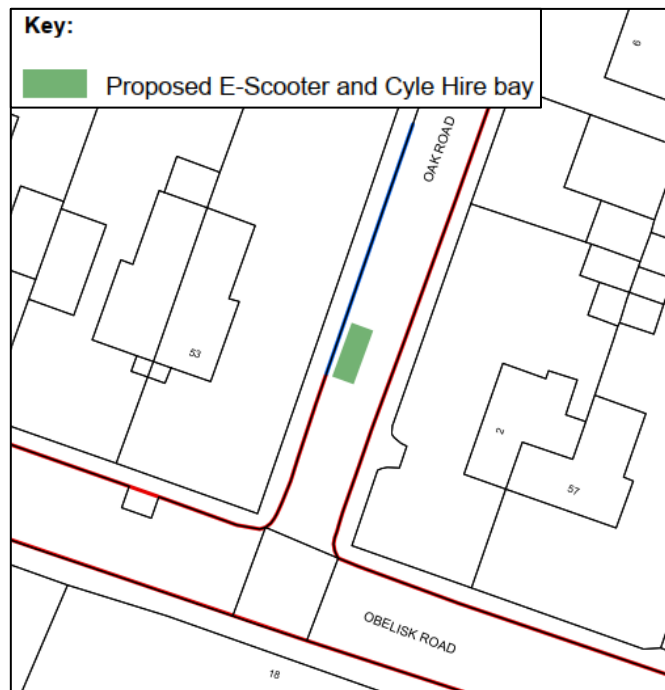 Key:
Proposed E-Scooter and Cyle Hire bay
6
OAK ROAD
53
2
57
OBELISK ROAD
18